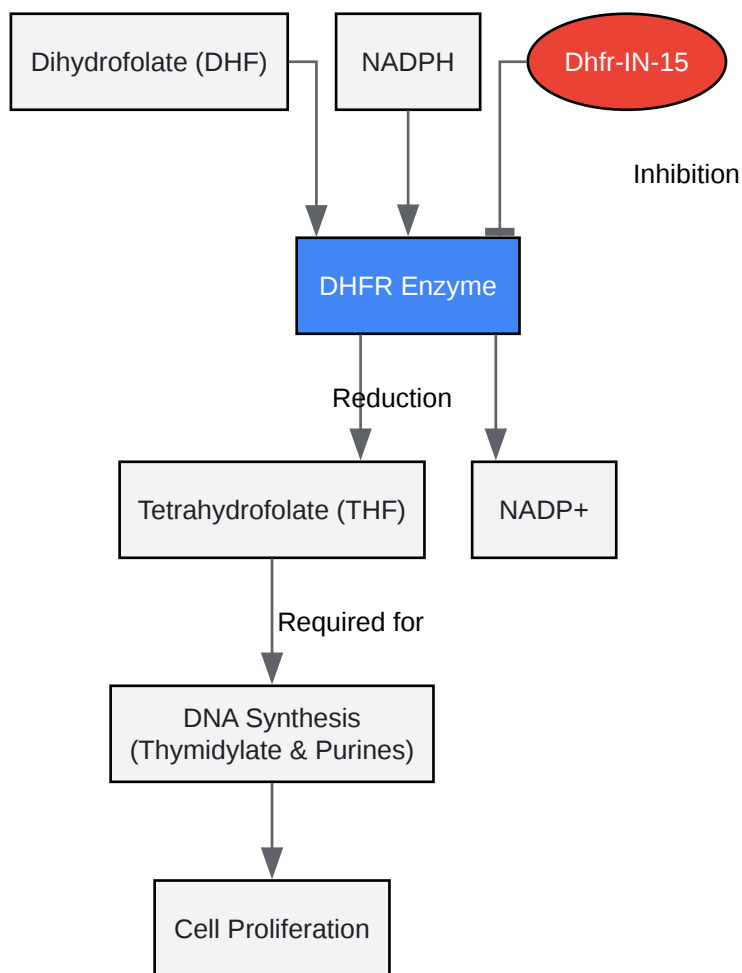 Dihydrofolate (DHF)
NADPH
Dhfr-IN-15
Inhibition
DHFR Enzyme
Reduction
Tetrahydrofolate (THF)
NADP+
Required for
DNA Synthesis
(Thymidylate & Purines)
Cell Proliferation